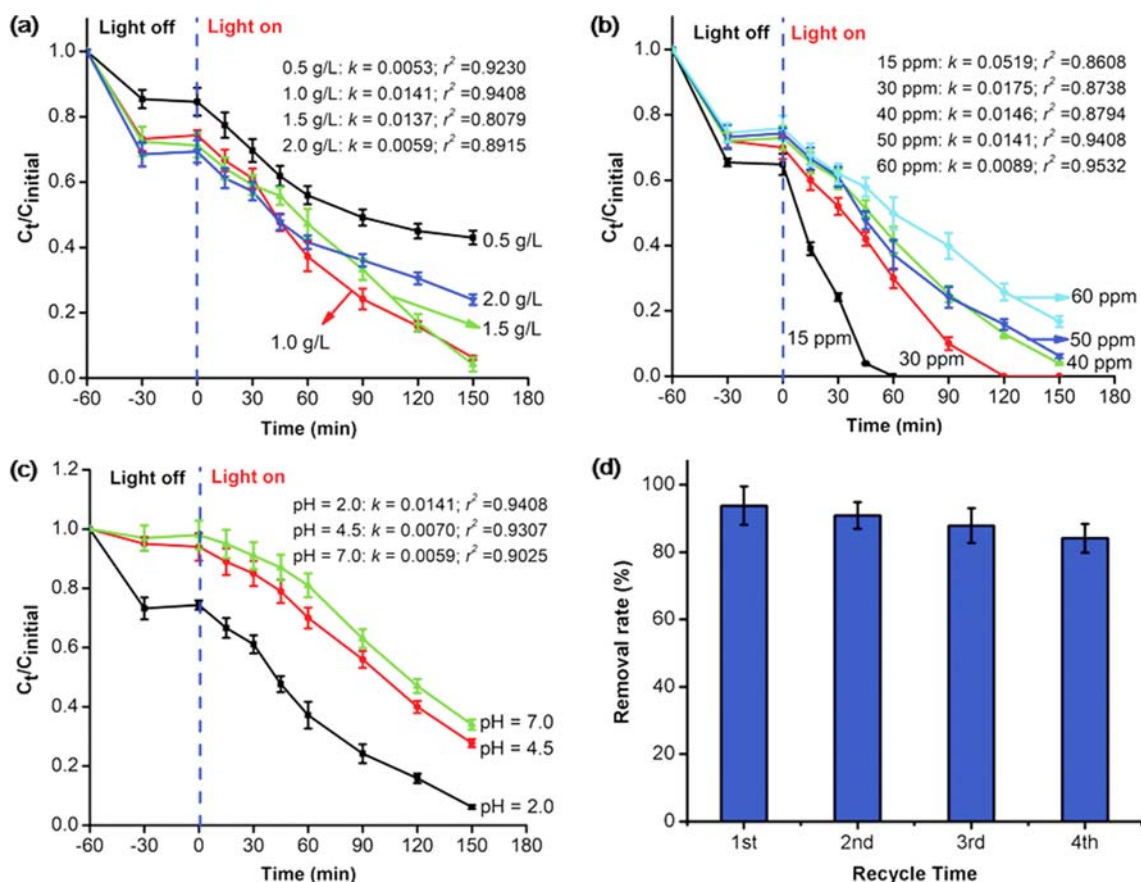 (a)
Light off
Light on
0.5 g/L: k = 0.0053; r² =0.9230
1.0 g/L: k = 0.0141; r² =0.9408
1.5 g/L: k = 0.0137; r² =0.8079
2.0 g/L: k = 0.0059; r² =0.8915
1.0
0.8
0.6
0.4
0.2
0.0
Ct/Cinitial
0.5 g/L
2.0 g/L
1.5 g/L
1.0 g/L
-60 -30 0 30 60 90 120 150 180
Time (min)
(b)
Light off
Light on
15 ppm: k = 0.0519; r² =0.8608
30 ppm: k = 0.0175; r² =0.8738
40 ppm: k = 0.0146; r² =0.8794
50 ppm: k = 0.0141; r² =0.9408
60 ppm: k = 0.0089; r² =0.9532
1.0
0.8
0.6
0.4
0.2
0.0
Ct/Cinitial
60 ppm
15 ppm
50 ppm
30 ppm
40 ppm
-60 -30 0 30 60 90 120 150 180
Time (min)
(c)
Light off
Light on
pH = 2.0: k = 0.0141; r² =0.9408
pH = 4.5: k = 0.0070; r² =0.9307
pH = 7.0: k = 0.0059; r² =0.9025
1.2
1.0
0.8
0.6
0.4
0.2
0.0
Ct/Cinitial
pH = 7.0
pH = 4.5
pH = 2.0
-60 -30 0 30 60 90 120 150 180
Time (min)
(d)
100
80
60
40
20
0
Removal rate (%)
1st 2nd 3rd 4th
Recycle Time